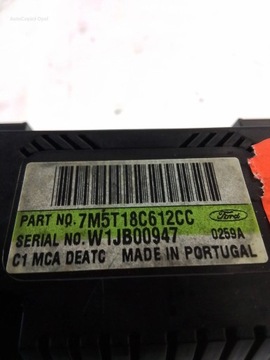 PART NO. 7M5T18C612CC
Ford
SERIAL NO. W1JB00947 0259A
C1 MCA DEATC MADE IN PORTUGAL